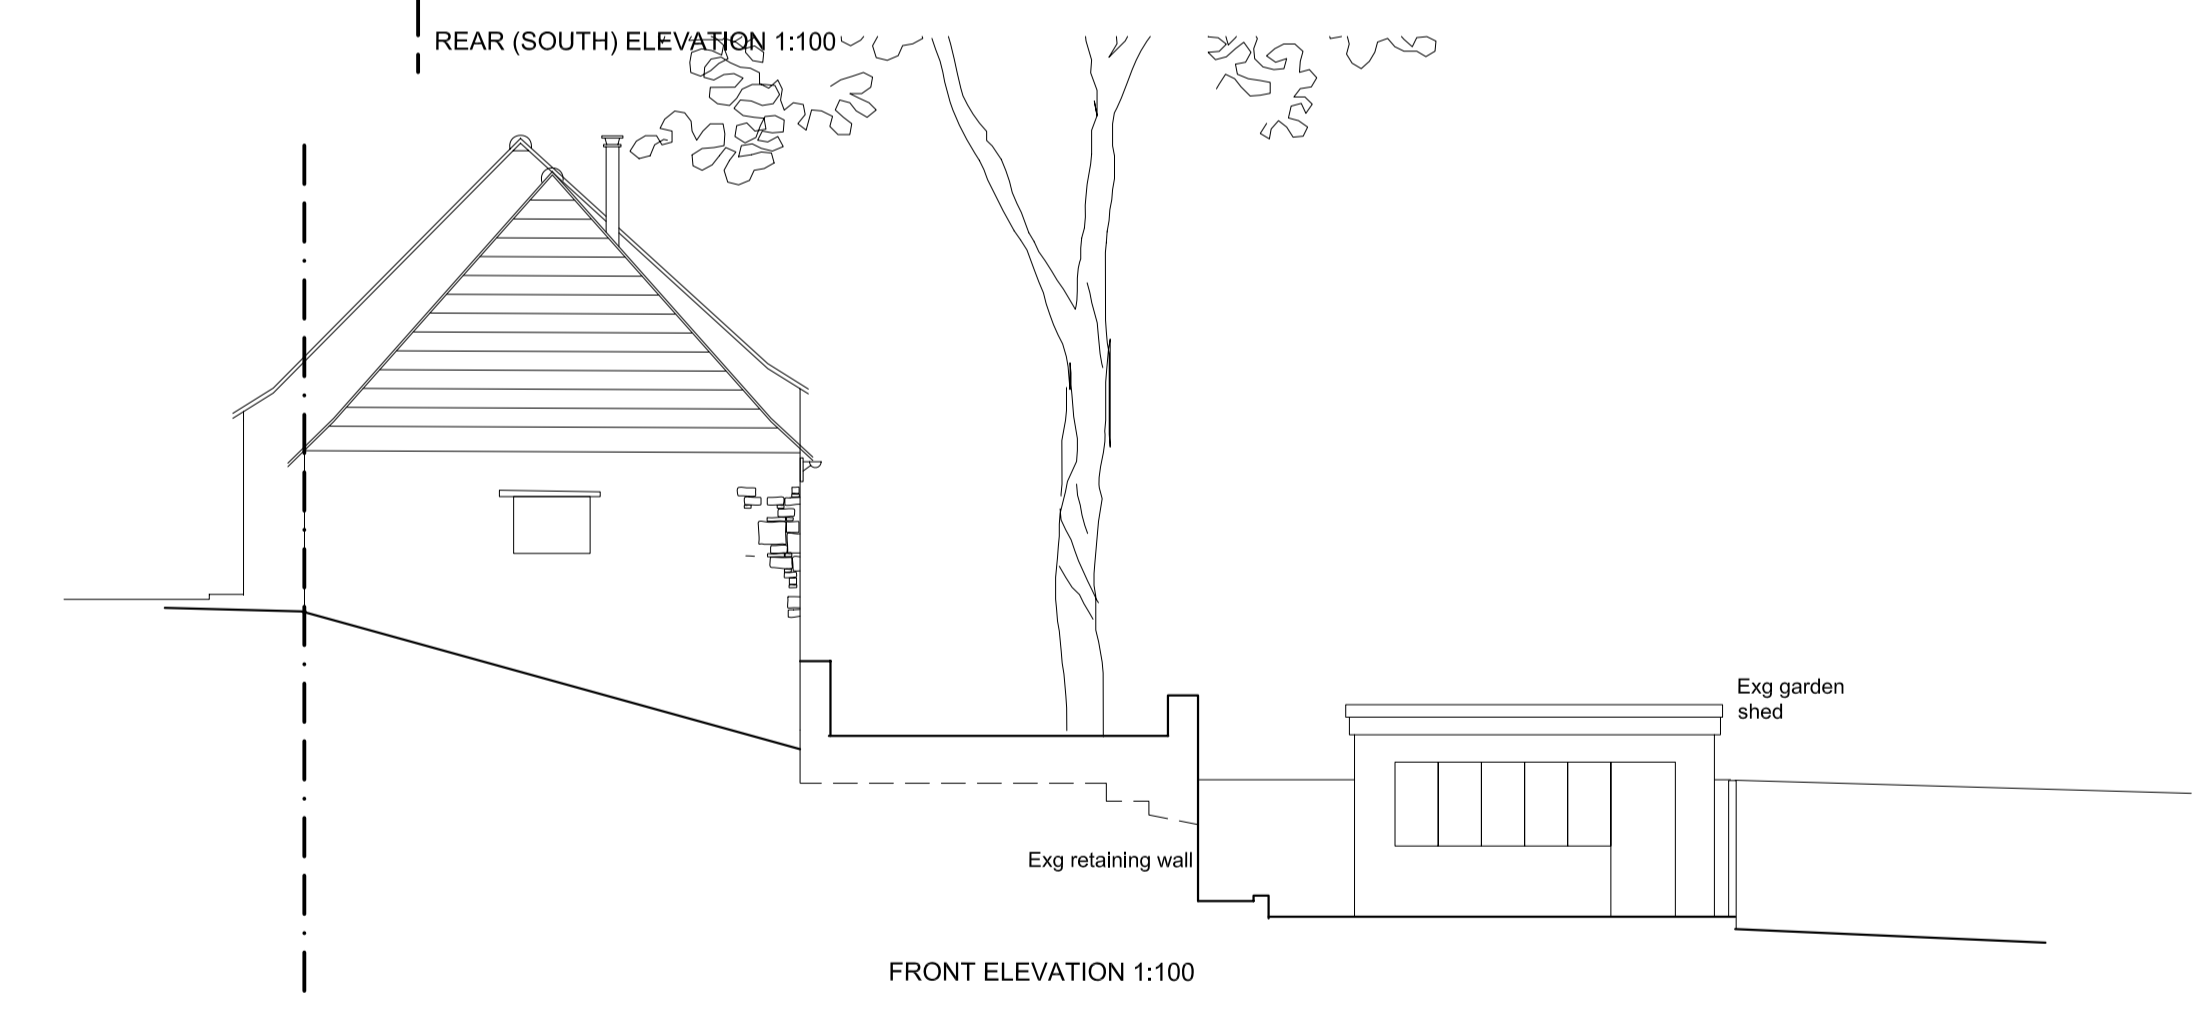 REAR (SOUTH) ELEVATION 1:100
Exg garden
shed
Exg retaining wall
FRONT ELEVATION 1:100